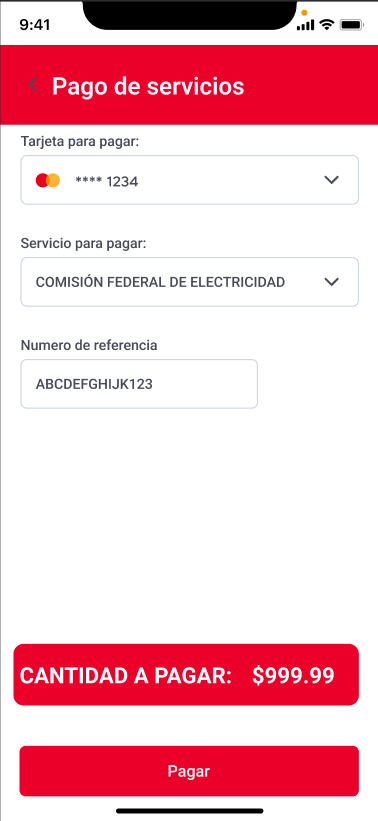 9:41
Pago de servicios
Tarjeta para pagar:
**** 1234
Servicio para pagar:
COMISIÓN FEDERAL DE ELECTRICIDAD
Numero de referencia
ABCDEFGHIJK123
CANTIDAD A PAGAR: $999.99
Pagar